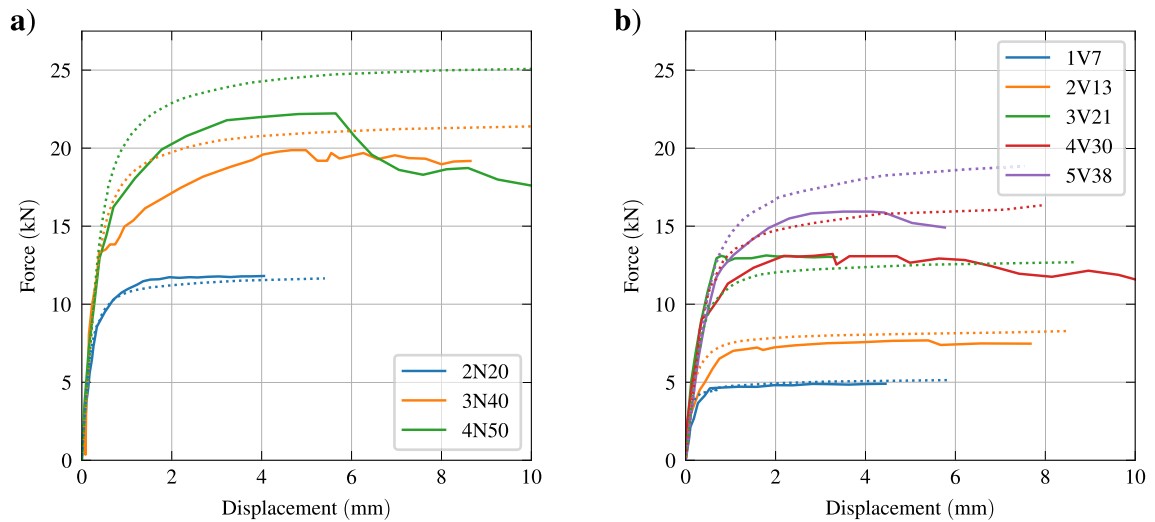 a)
25
20
15
10
5
0
Force (kN)
0 2 4 6 8 10
Displacement (mm)
2N20
3N40
4N50
b)
25
20
15
10
5
0
Force (kN)
0 2 4 6 8 10
Displacement (mm)
1V7
2V13
3V21
4V30
5V38